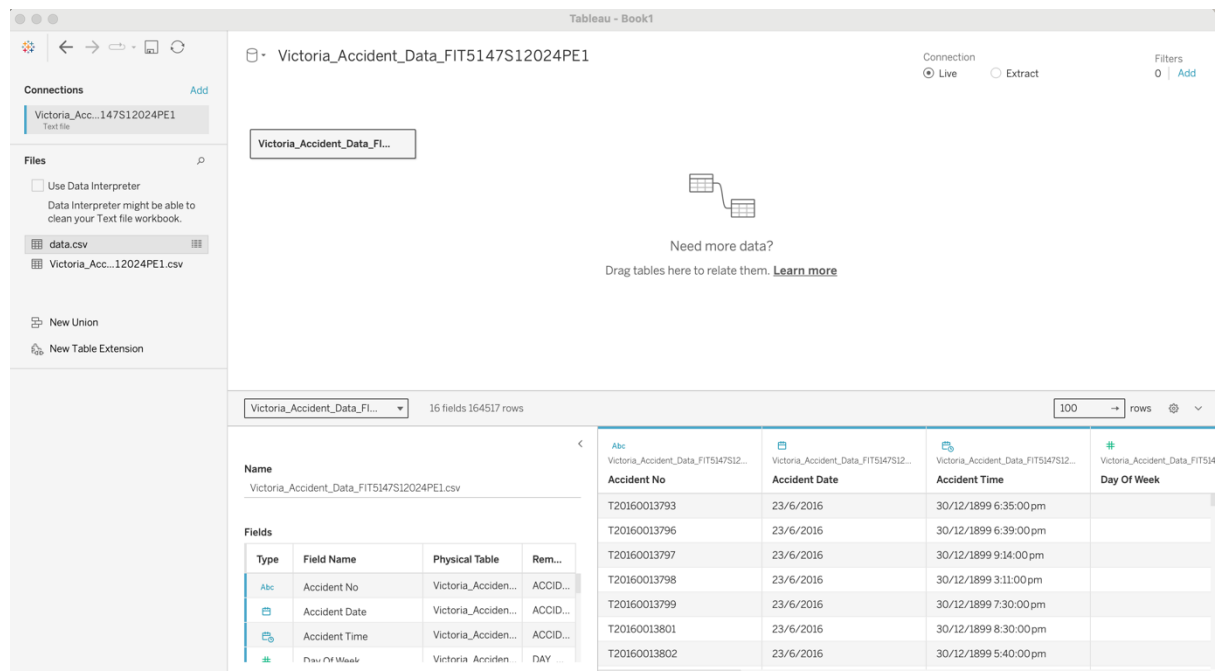 Tableau - Book1
Connections Add
Victoria_Acc...147S12024PE1
Text file
Files
Use Data Interpreter
Data Interpreter might be able to
clean your Text file workbook.
data.csv
Victoria_Acc...12024PE1.csv
New Union
New Table Extension
Victoria_Accident_Data_FIT5147S12024PE1
Connection
Live Extract
Filters
0 Add
Victoria_Accident_Data_FI...
Need more data?
Drag tables here to relate them. Learn more
Victoria_Accident_Data_FI... 16 fields 164517 rows 100 rows
Name
Victoria_Accident_Data_FIT5147S12024PE1.csv
Fields
Type Field Name Physical Table Rem...
Abc Accident No Victoria_Acciden... ACCID...
Accident Date Victoria_Acciden... ACCID...
Accident Time Victoria_Acciden... ACCID...
# Day Of Week Victoria_Acciden... DAY_...
Abc # 
Victoria_Accident_Data_FIT5147S12... Victoria_Accident_Data_FIT5147S12... Victoria_Accident_Data_FIT5147S12... Victoria_Accident_Data_FIT514
Accident No Accident Date Accident Time Day Of Week
T20160013793 23/6/2016 30/12/1899 6:35:00 pm
T20160013796 23/6/2016 30/12/1899 6:39:00 pm
T20160013797 23/6/2016 30/12/1899 9:14:00 pm
T20160013798 23/6/2016 30/12/1899 3:11:00 pm
T20160013799 23/6/2016 30/12/1899 7:30:00 pm
T20160013801 23/6/2016 30/12/1899 8:30:00 pm
T20160013802 23/6/2016 30/12/1899 5:40:00 pm